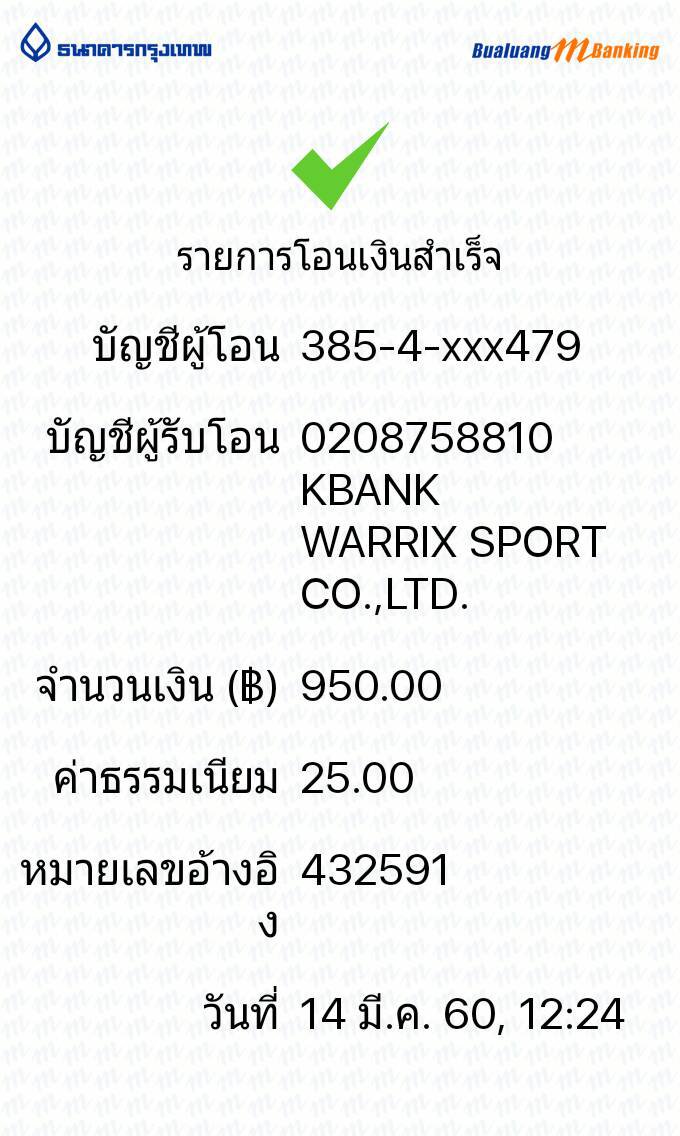 ธนาคารกรุงเทพ Bualuang mBanking
รายการโอนเงินสำเร็จ
บัญชีผู้โอน 385-4-xxx479
บัญชีผู้รับโอน 0208758810
KBANK
WARRIX SPORT
CO.,LTD.
จำนวนเงิน (฿) 950.00
ค่าธรรมเนียม 25.00
หมายเลขอ้างอิ 432591
ง
วันที่ 14 มี.ค. 60, 12:24